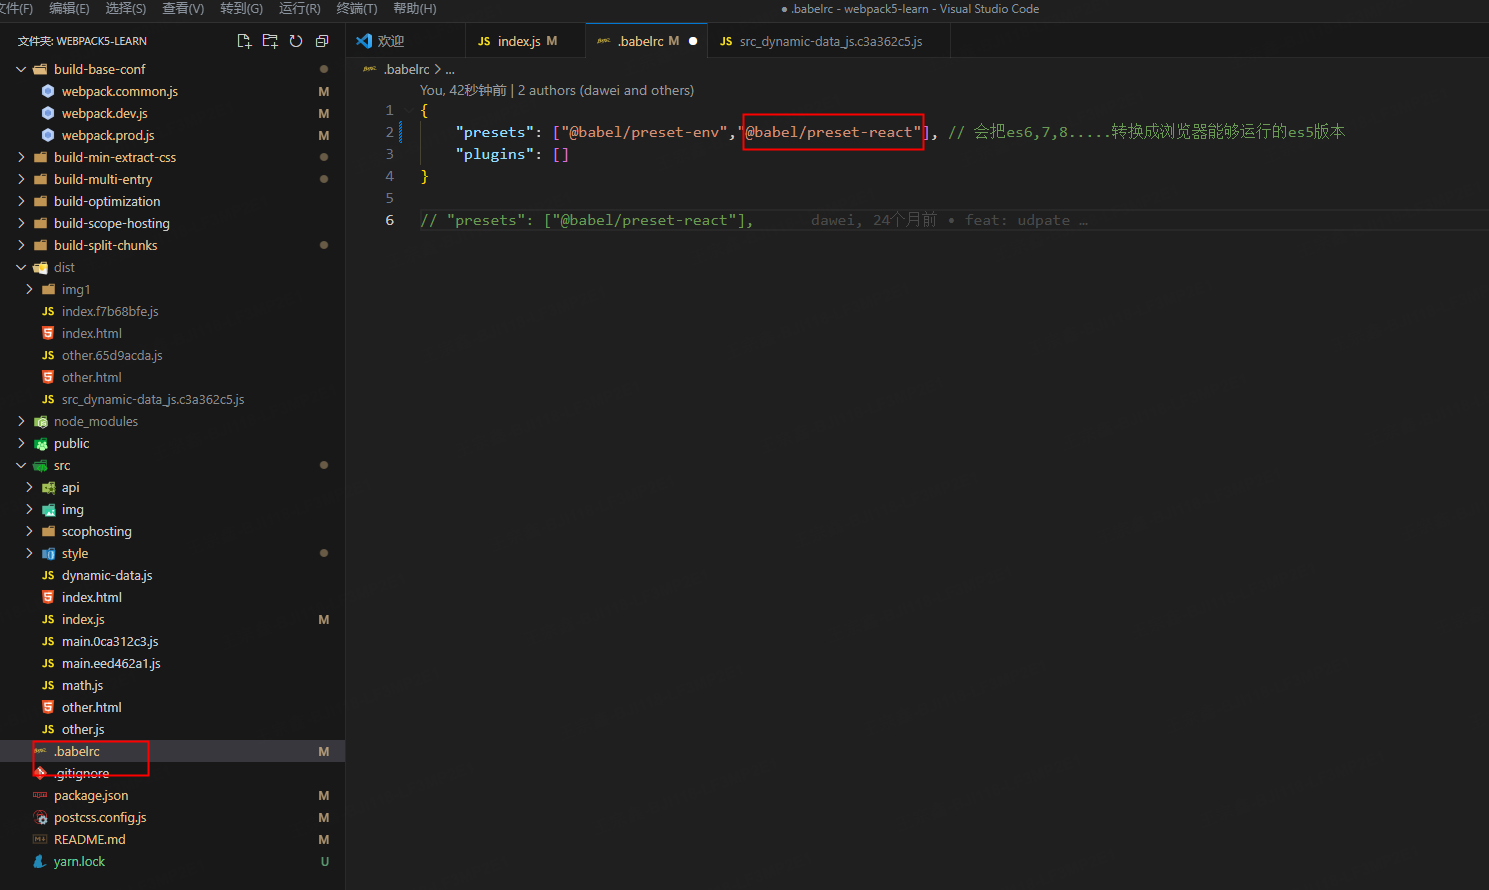 文件(F) 编辑(E) 选择(S) 查看(V) 转到(G) 运行(R) 终端(T) 帮助(H) ● .babelrc - webpack5-learn - Visual Studio Code
文件夹: WEBPACK5-LEARN
欢迎 JS index.js M .babelrc M ● JS src_dynamic-data_js.c3a362c5.js
build-base-conf
webpack.common.js M
webpack.dev.js M
webpack.prod.js M
build-min-extract-css
build-multi-entry
build-optimization
build-scope-hosting
build-split-chunks
dist
img1
JS index.f7b68bfe.js
index.html
JS other.65d9acda.js
other.html
JS src_dynamic-data_js.c3a362c5.js
node_modules
public
src
api
img
scophosting
style
JS dynamic-data.js
index.html
JS index.js M
JS main.0ca312c3.js
JS main.eed462a1.js
JS math.js
other.html
JS other.js
.babelrc M
.gitignore
package.json M
postcss.config.js M
README.md M
yarn.lock U
.babelrc > ...
You, 42秒钟前 | 2 authors (dawei and others)
1 {
2 "presets": ["@babel/preset-env","@babel/preset-react"], // 会把es6,7,8.....转换成浏览器能够运行的es5版本
3 "plugins": []
4 }
5
6 // "presets": ["@babel/preset-react"], dawei, 24个月前 • feat: udpate …